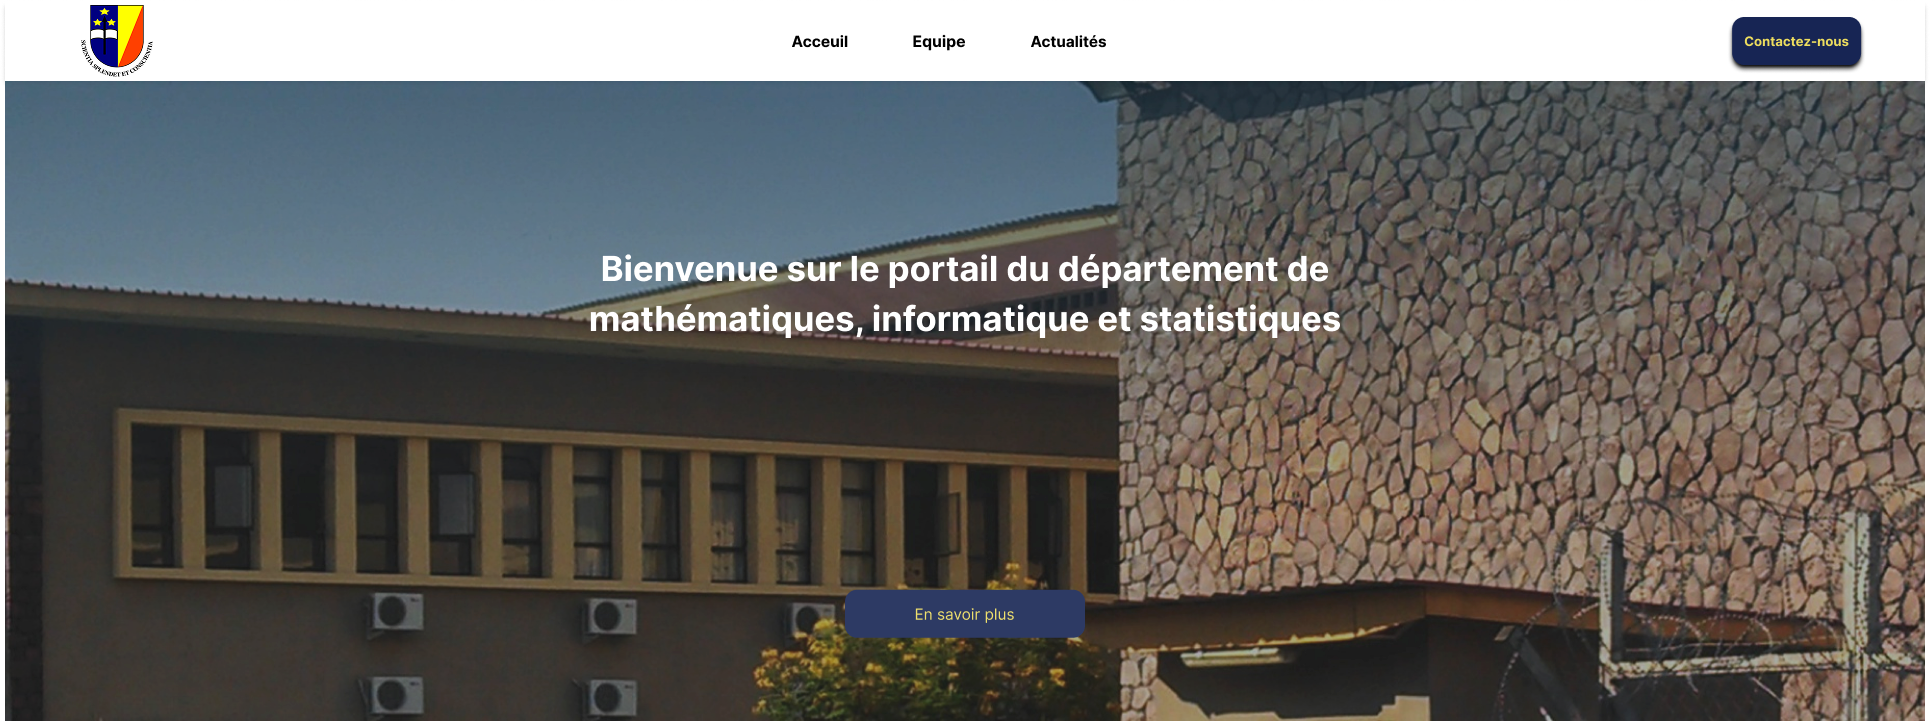 SCIENTIA SPLENDET ET CONSCIENTIA
Acceuil
Equipe
Actualités
Contactez-nous
Bienvenue sur le portail du département de
mathématiques, informatique et statistiques
En savoir plus